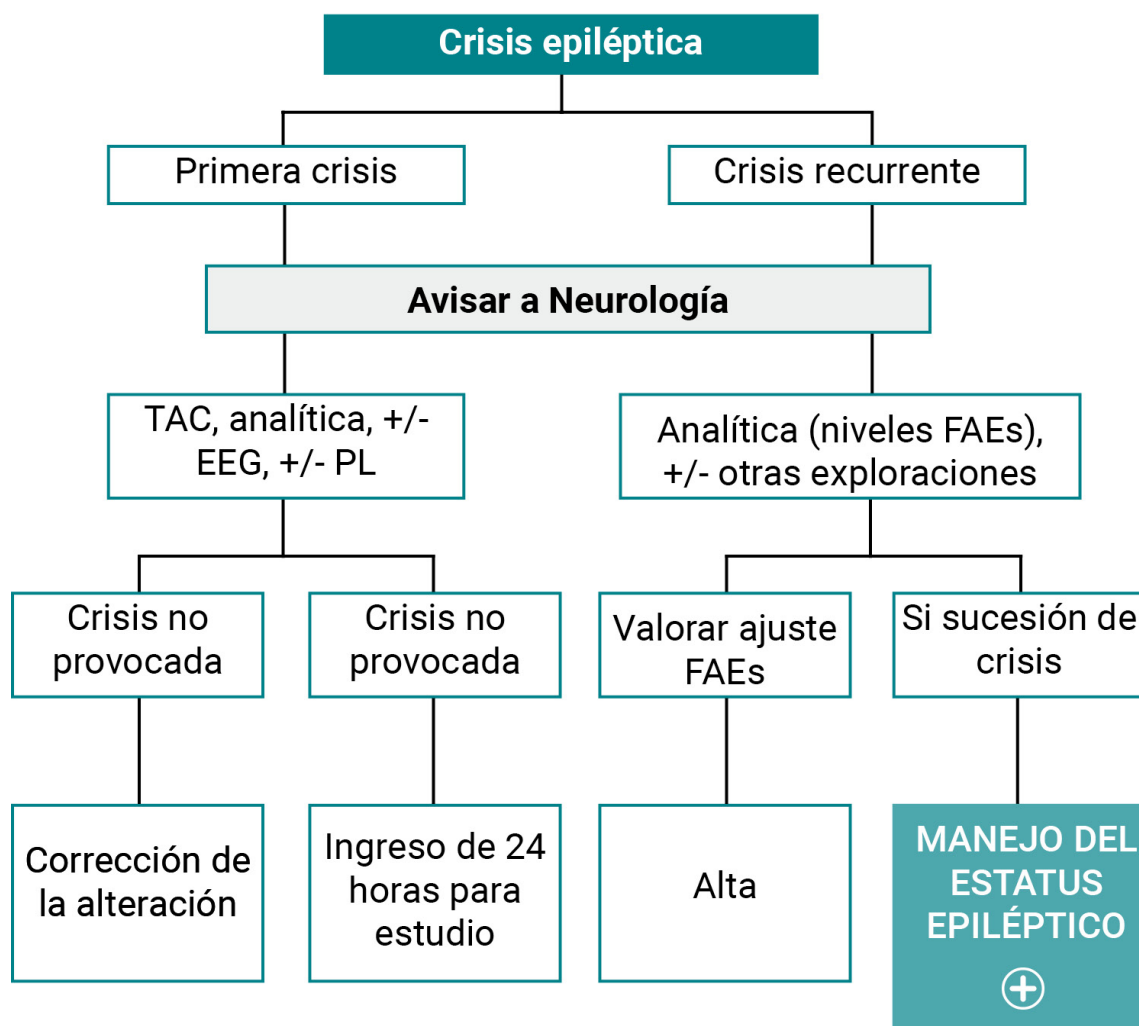 Crisis epiléptica
Primera crisis
Crisis recurrente
Avisar a Neurología
TAC, analítica, +/-
EEG, +/- PL
Analítica (niveles FAEs),
+/- otras exploraciones
Crisis no
provocada
Crisis no
provocada
Valorar ajuste
FAEs
Si sucesión de
crisis
Corrección de
la alteración
Ingreso de 24
horas para
estudio
Alta
MANEJO DEL
ESTATUS
EPILÉPTICO